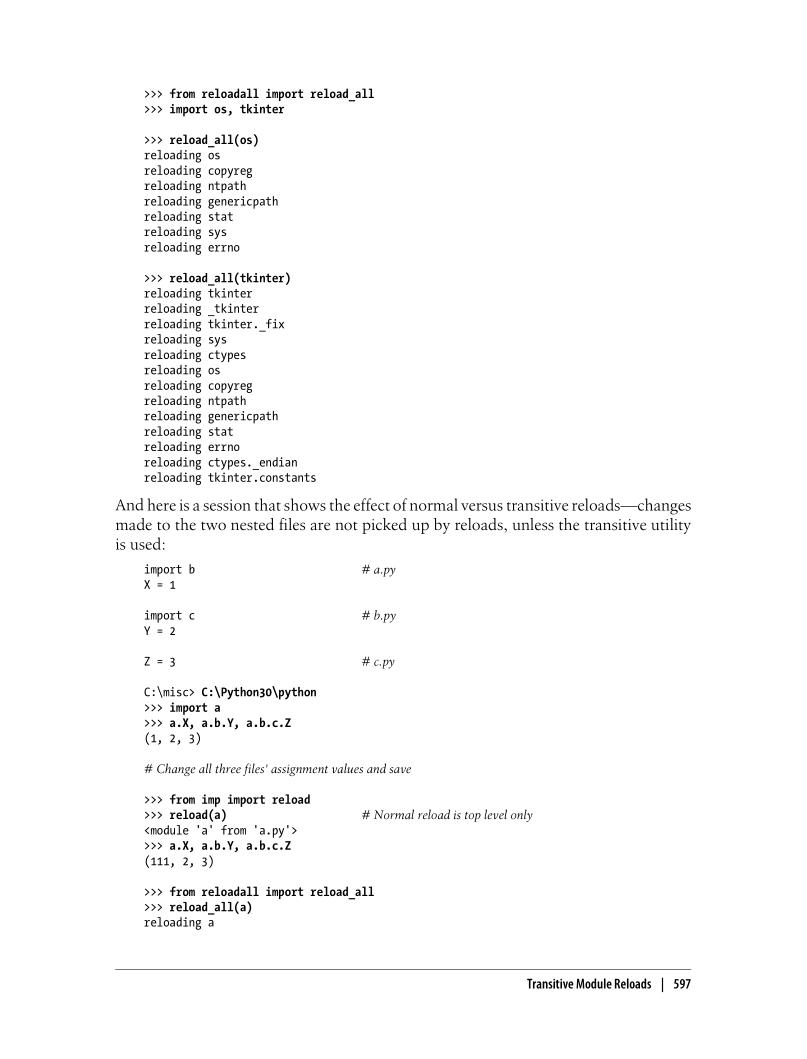 >>> from reloadall import reload_all
>>> import os, tkinter
>>> reload_all(os)
reloading os
reloading copyreg
reloading ntpath
reloading genericpath
reloading stat
reloading sys
reloading errno
>>> reload_all(tkinter)
reloading tkinter
reloading _tkinter
reloading tkinter._fix
reloading sys
reloading ctypes
reloading os
reloading copyreg
reloading ntpath
reloading genericpath
reloading stat
reloading errno
reloading ctypes._endian
reloading tkinter.constants
And here is a session that shows the effect of normal versus transitive reloads—changes
made to the two nested files are not picked up by reloads, unless the transitive utility
is used:
import b # a.py
X = 1
import c # b.py
Y = 2
Z = 3 # c.py
C:\misc> C:\Python30\python
>>> import a
>>> a.X, a.b.Y, a.b.c.Z
(1, 2, 3)
# Change all three files' assignment values and save
>>> from imp import reload
>>> reload(a) # Normal reload is top level only
<module 'a' from 'a.py'>
>>> a.X, a.b.Y, a.b.c.Z
(111, 2, 3)
>>> from reloadall import reload_all
>>> reload_all(a)
reloading a
Transitive Module Reloads | 597